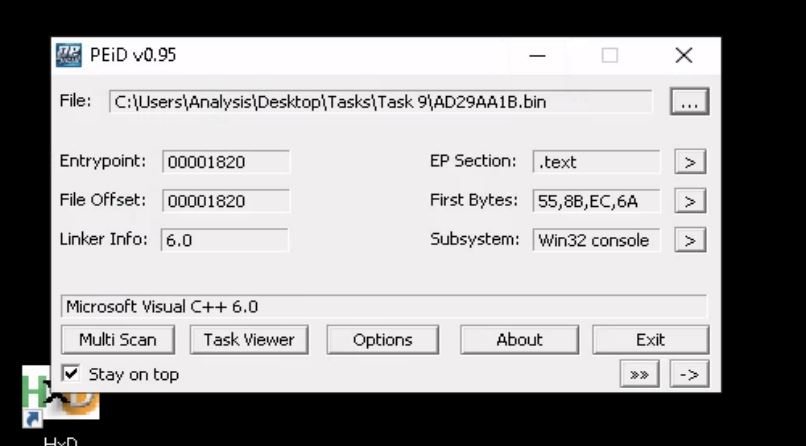 PEiD v0.95
File: C:\Users\Analysis\Desktop\Tasks\Task 9\AD29AA1B.bin ...
Entrypoint: 00001820 EP Section: .text >
File Offset: 00001820 First Bytes: 55,8B,EC,6A >
Linker Info: 6.0 Subsystem: Win32 console >
Microsoft Visual C++ 6.0
Multi Scan Task Viewer Options About Exit
Stay on top »» ->
HxD